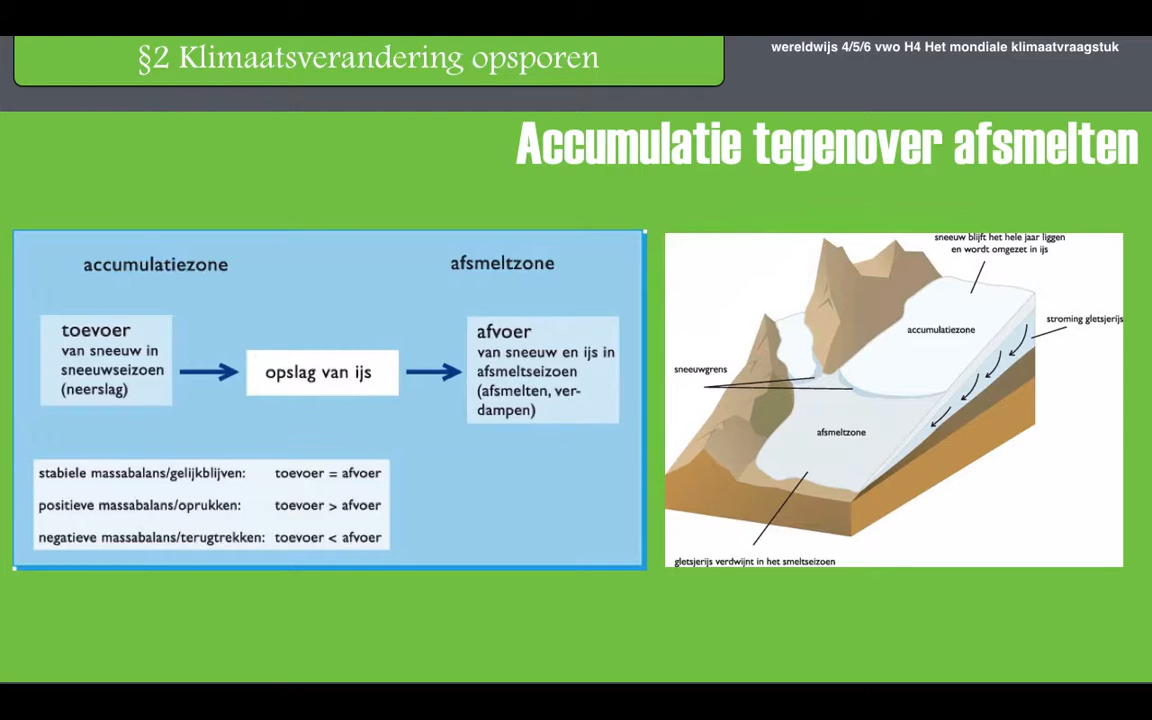 §2 Klimaatsverandering opsporen
wereldwijs 4/5/6 vwo H4 Het mondiale klimaatvraagstuk
Accumulatie tegenover afsmelten
accumulatiezone
afsmeltzone
toevoer
van sneeuw in
sneeuwseizoen
(neerslag)
opslag van ijs
afvoer
van sneeuw en ijs in
afsmeltseizoen
(afsmelten, ver-
dampen)
stabiele massabalans/gelijkblijven: toevoer = afvoer
positieve massabalans/oprukken: toevoer > afvoer
negatieve massabalans/terugtrekken: toevoer < afvoer
sneeuw blijft het hele jaar liggen
en wordt omgezet in ijs
stroming gletsjerijs
accumulatiezone
sneeuwgrens
afsmeltzone
gletsjerijs verdwijnt in het smeltseizoen